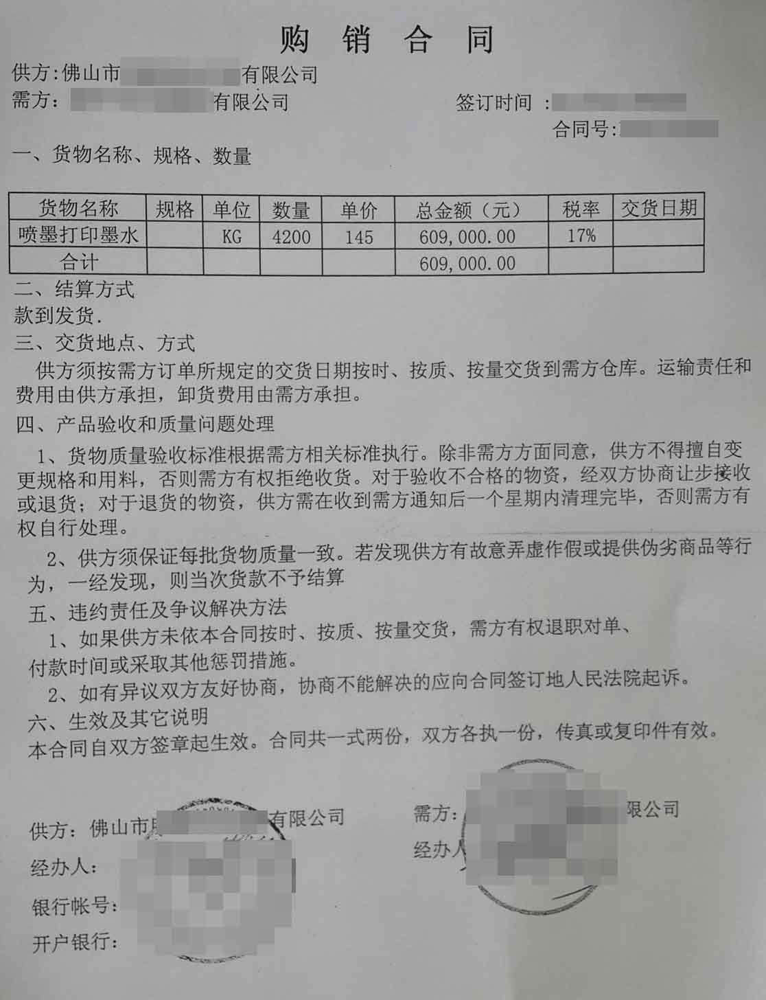 购 销 合 同
供方:佛山市 有限公司
需方: 有限公司 签订时间 :
合同号:
一、货物名称、规格、数量
货物名称 规格 单位 数量 单价 总金额（元） 税率 交货日期
喷墨打印墨水 KG 4200 145 609,000.00 17%
合计 609,000.00
二、结算方式
款到发货.
三、交货地点、方式
供方须按需方订单所规定的交货日期按时、按质、按量交货到需方仓库。运输责任和
费用由供方承担，卸货费用由需方承担。
四、产品验收和质量问题处理
1、货物质量验收标准根据需方相关标准执行。除非需方方面同意，供方不得擅自变
更规格和用料，否则需方有权拒绝收货。对于验收不合格的物资，经双方协商让步接收
或退货；对于退货的物资，供方需在收到需方通知后一个星期内清理完毕，否则需方有
权自行处理。
2、供方须保证每批货物质量一致。若发现供方有故意弄虚作假或提供伪劣商品等行
为，一经发现，则当次货款不予结算
五、违约责任及争议解决方法
1、如果供方未依本合同按时、按质、按量交货，需方有权退职对单、
付款时间或采取其他惩罚措施。
2、如有异议双方友好协商，协商不能解决的应向合同签订地人民法院起诉。
六、生效及其它说明
本合同自双方签章起生效。合同共一式两份，双方各执一份，传真或复印件有效。
供方：佛山市 有限公司
需方： 限公司
经办人：
经办人
银行帐号：
开户银行：